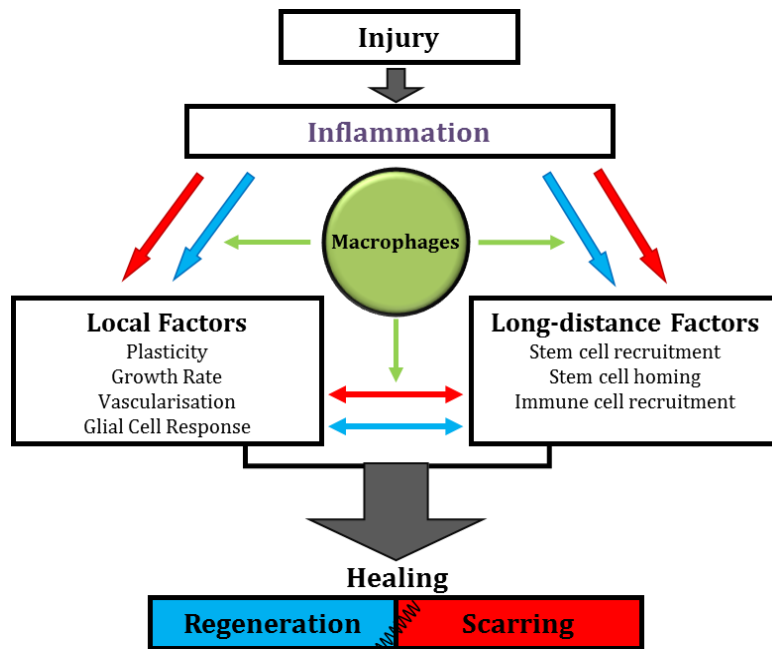 Injury
Inflammation
Macrophages
Local Factors
Plasticity
Growth Rate
Vascularisation
Glial Cell Response
Long-distance Factors
Stem cell recruitment
Stem cell homing
Immune cell recruitment
Healing
Regeneration
Scarring